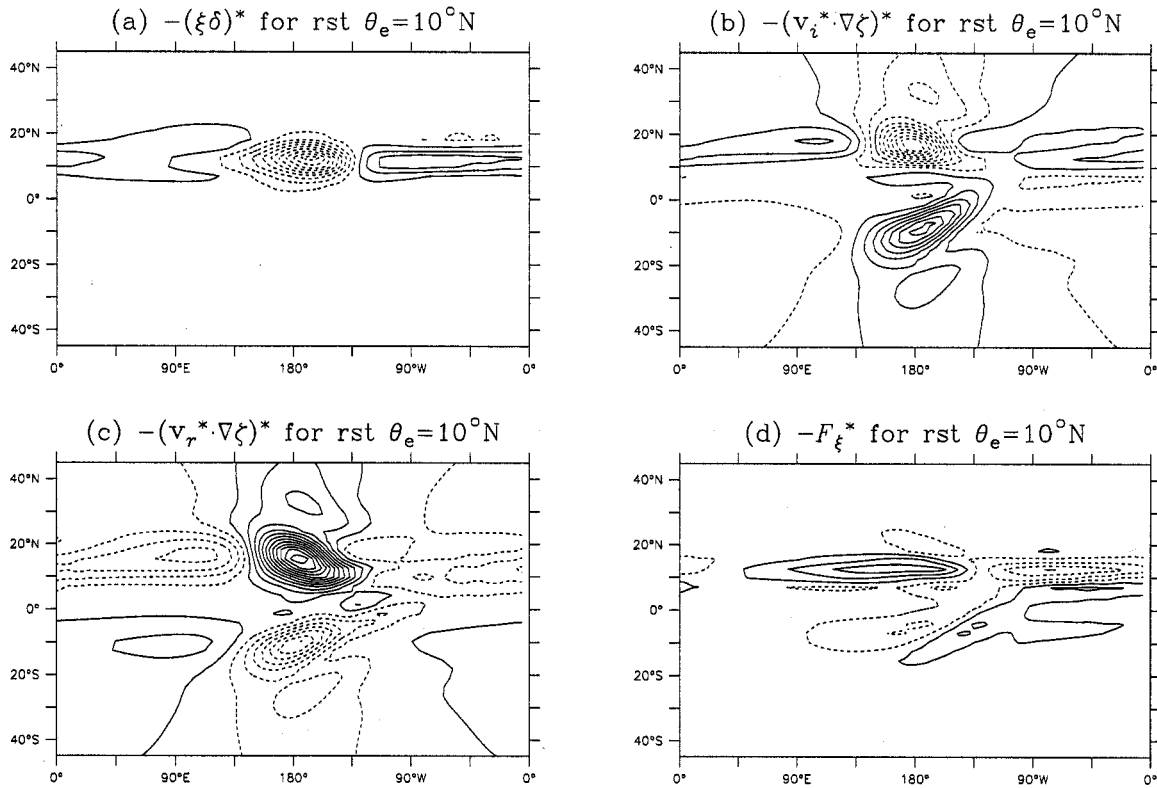 (a) −(ξδ)* for rst θe=10°N
40°N
20°N
0°
20°S
40°S
0° 90°E 180° 90°W 0°
(b) −(vi*·∇ζ)* for rst θe=10°N
40°N
20°N
0°
20°S
40°S
0° 90°E 180° 90°W 0°
(c) −(vr*·∇ζ)* for rst θe=10°N
40°N
20°N
0°
20°S
40°S
0° 90°E 180° 90°W 0°
(d) −Fξ* for rst θe=10°N
40°N
20°N
0°
20°S
40°S
0° 90°E 180° 90°W 0°